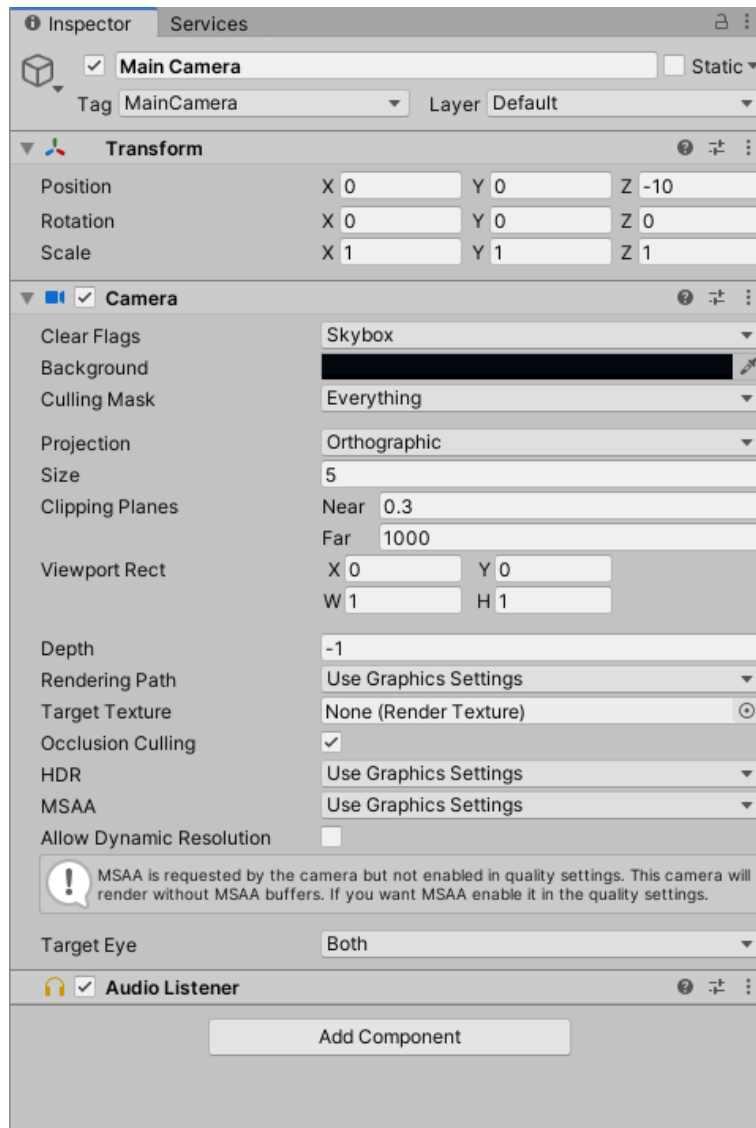 Inspector Services
Main Camera Static
Tag MainCamera Layer Default
Transform
Position X 0 Y 0 Z -10
Rotation X 0 Y 0 Z 0
Scale X 1 Y 1 Z 1
Camera
Clear Flags Skybox
Background
Culling Mask Everything
Projection Orthographic
Size 5
Clipping Planes Near 0.3
Far 1000
Viewport Rect X 0 Y 0
W 1 H 1
Depth -1
Rendering Path Use Graphics Settings
Target Texture None (Render Texture)
Occlusion Culling
HDR Use Graphics Settings
MSAA Use Graphics Settings
Allow Dynamic Resolution
MSAA is requested by the camera but not enabled in quality settings. This camera will
render without MSAA buffers. If you want MSAA enable it in the quality settings.
Target Eye Both
Audio Listener
Add Component